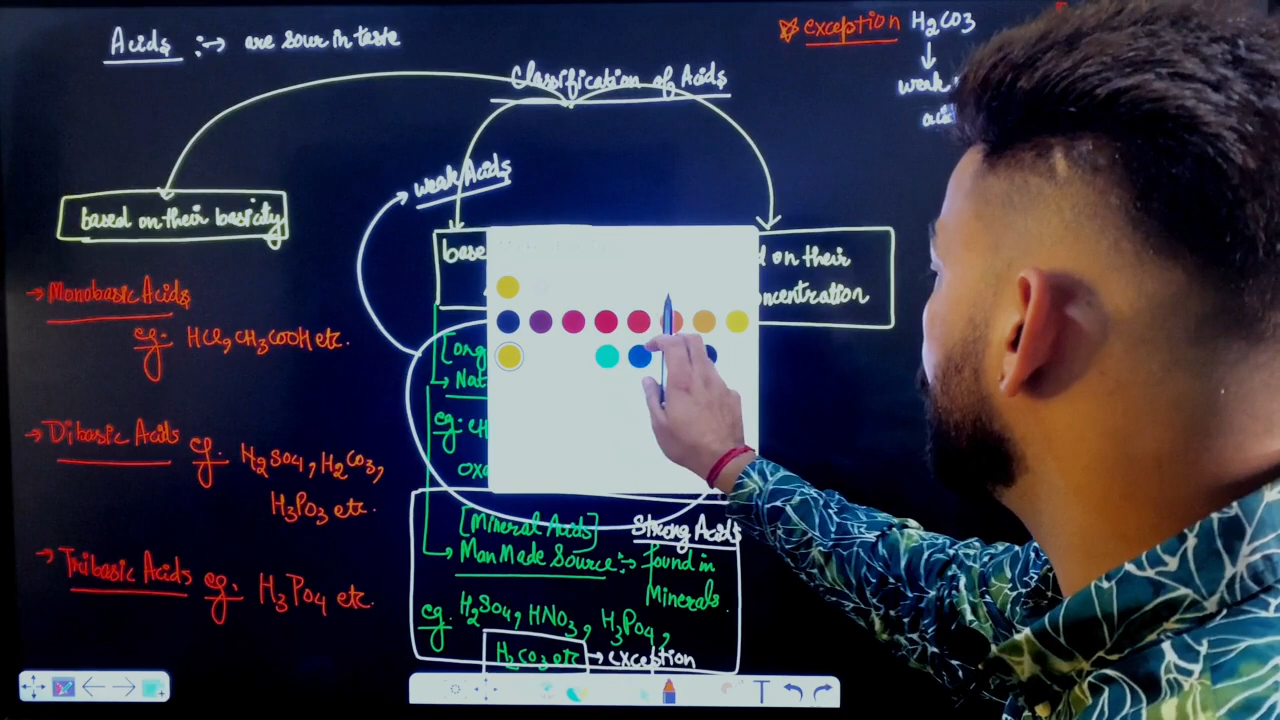 Acids :→ are sour in taste
☆ exception H2CO3
↓
weak
Classification of Acids
weak Acids
based on their basicity
on their
→ Monobasic Acids
eg:- HCl, CH3COOH etc.
→ Dibasic Acids eg:- H2SO4, H2CO3,
H3PO3 etc.
→ Tribasic Acids eg:- H3PO4 etc.
eg:- CH
[Mineral Acids] Strong Acids
→ Man Made Source :→ found in
Minerals.
eg:- H2SO4, HNO3, H3PO4,
H2CO3 etc → exception
T